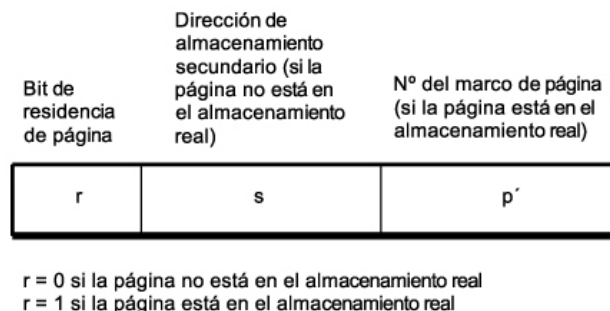 Bit de
residencia
de página
Dirección de
almacenamiento
secundario (si la
página no está en
el almacenamiento
real)
Nº del marco de página
(si la página está en el
almacenamiento real)
r
s
p´
r = 0 si la página no está en el almacenamiento real
r = 1 si la página está en el almacenamiento real